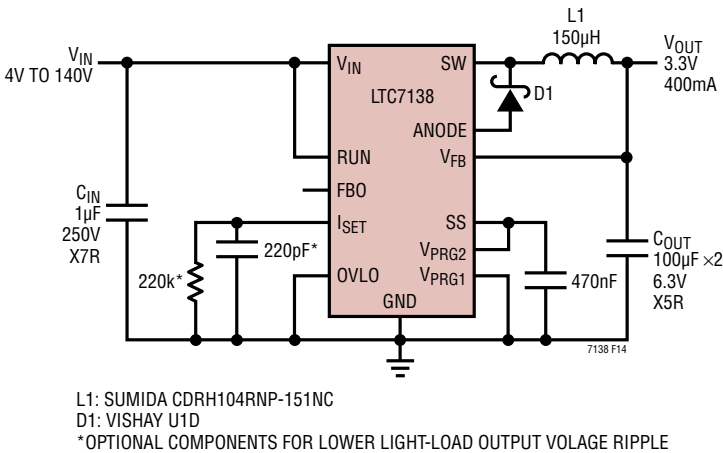 L1
150µH
VIN
4V TO 140V
VIN
SW
VOUT
3.3V
400mA
LTC7138
D1
ANODE
RUN
VFB
FBO
CIN
1µF
250V
X7R
ISET
SS
220pF*
VPRG2
COUT
100µF ×2
6.3V
X5R
220k*
OVLO
VPRG1
470nF
GND
7138 F14
L1: SUMIDA CDRH104RNP-151NC
D1: VISHAY U1D
*OPTIONAL COMPONENTS FOR LOWER LIGHT-LOAD OUTPUT VOLAGE RIPPLE